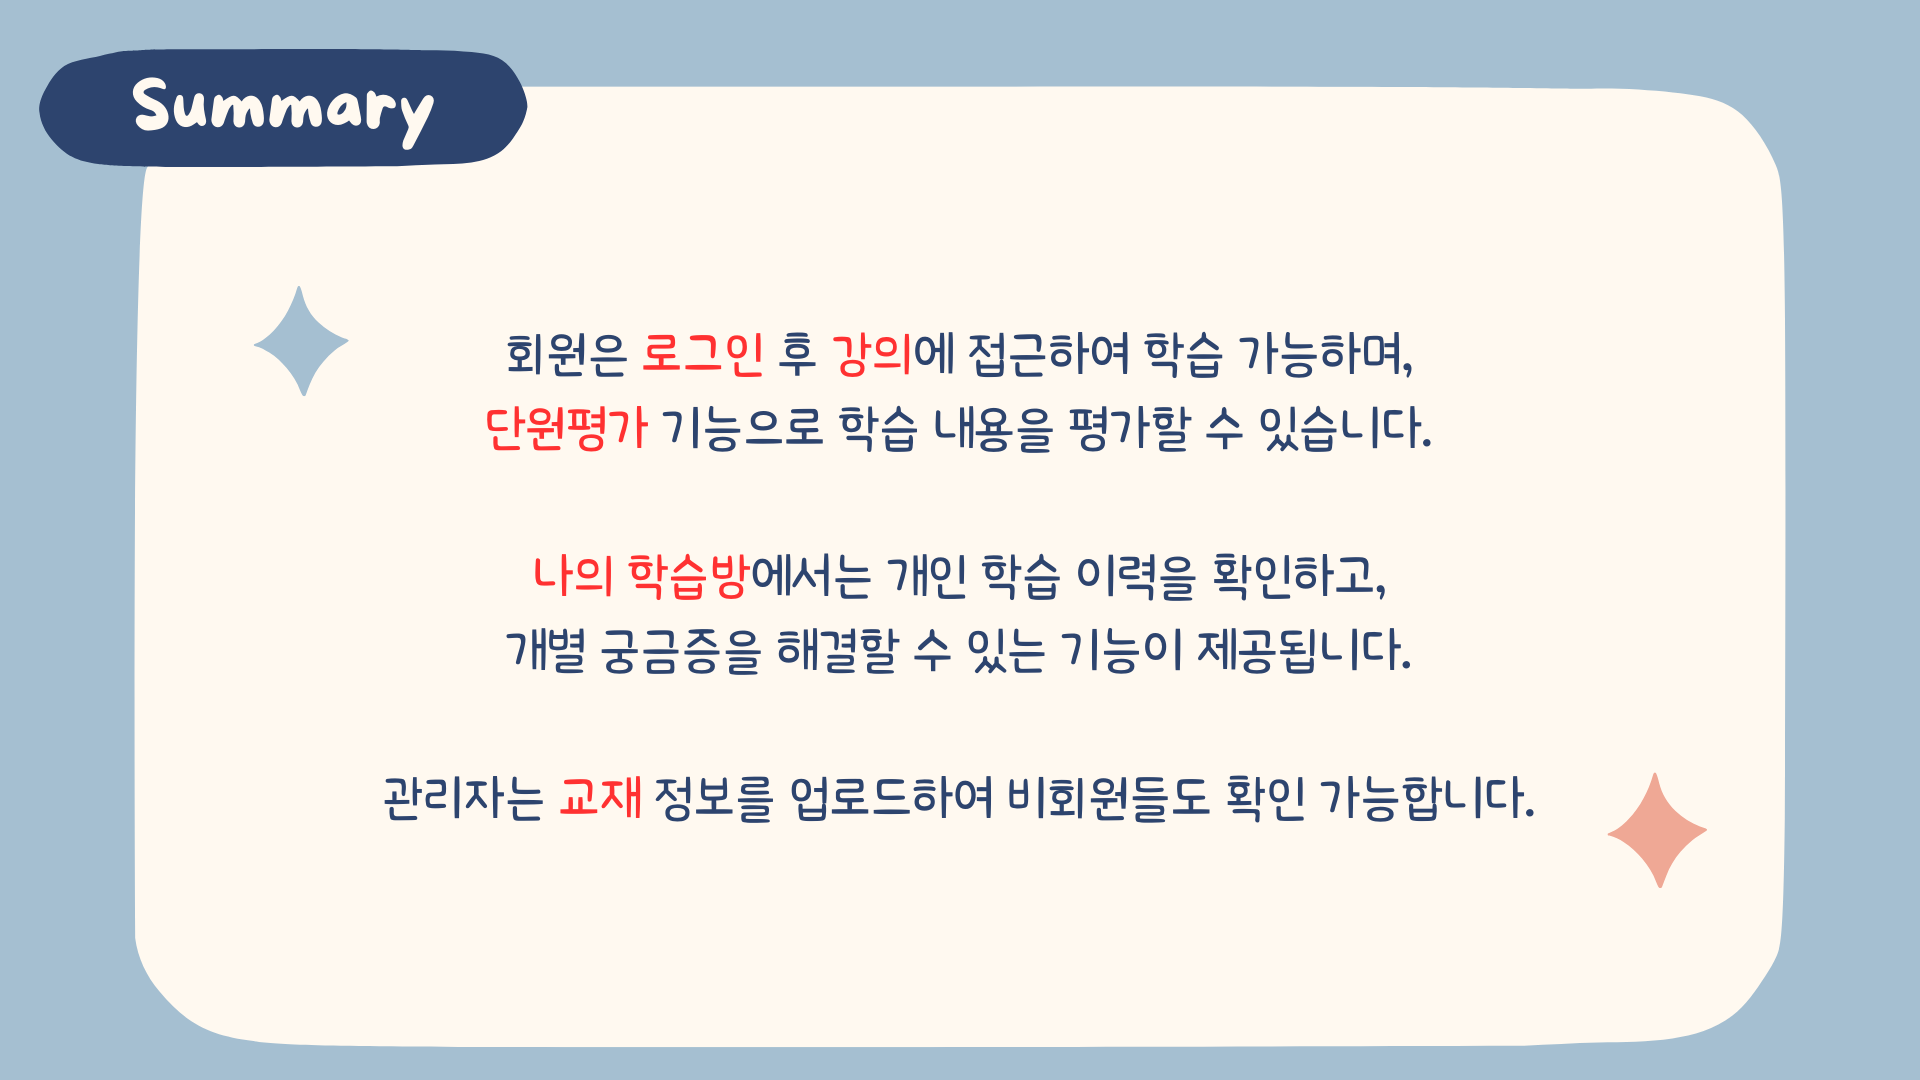 Summary
회원은 로그인 후 강의에 접근하여 학습 가능하며,
단원평가 기능으로 학습 내용을 평가할 수 있습니다.
나의 학습방에서는 개인 학습 이력을 확인하고,
개별 궁금증을 해결할 수 있는 기능이 제공됩니다.
관리자는 교재 정보를 업로드하여 비회원들도 확인 가능합니다.